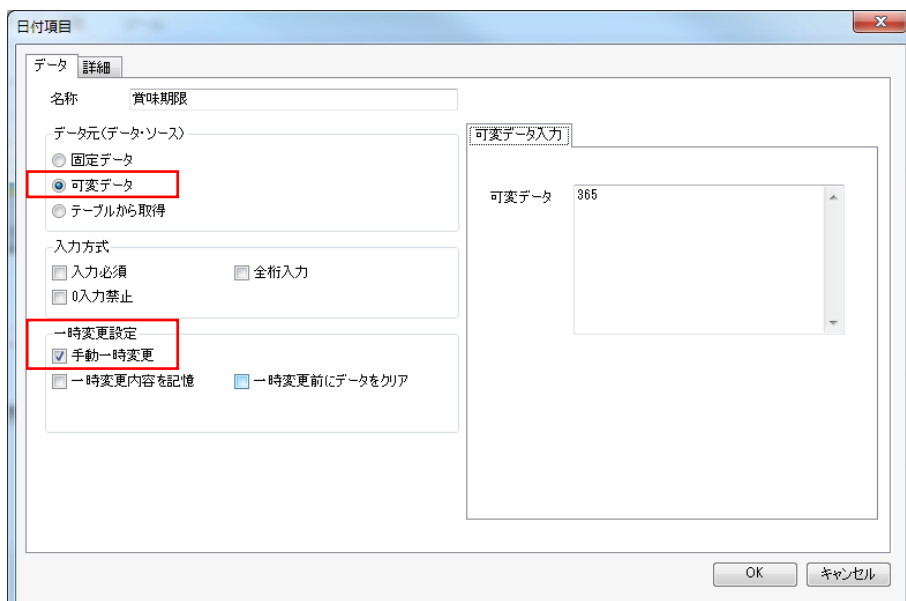 日付項目
データ 詳細
名称 賞味期限
データ元(データ・ソース)
固定データ
可変データ
テーブルから取得
入力方式
入力必須 全桁入力
0入力禁止
一時変更設定
手動一時変更
一時変更内容を記憶 一時変更前にデータをクリア
可変データ入力
可変データ 365
OK キャンセル